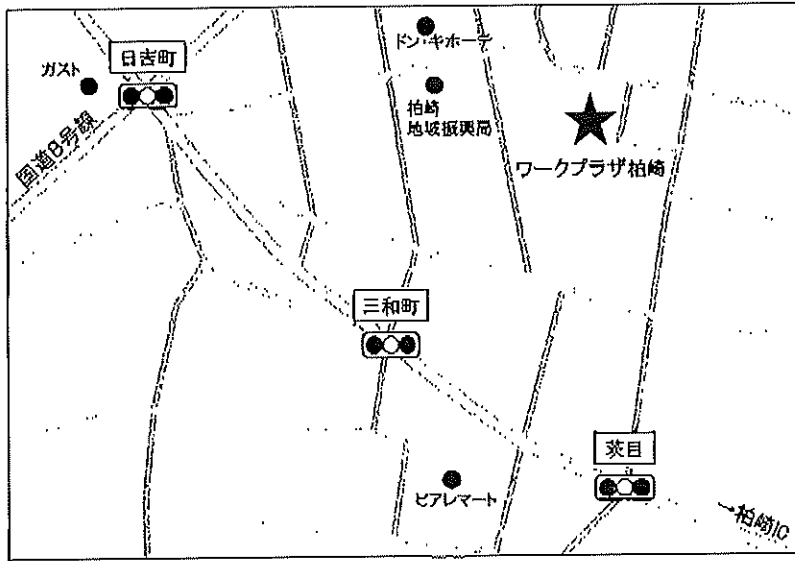 日吉町
ガスト
国道8号線
ドン・キホーテ
柏崎
地域振興局
ワークプラザ柏崎
三和町
茨目
ピアレマート
→柏崎IC